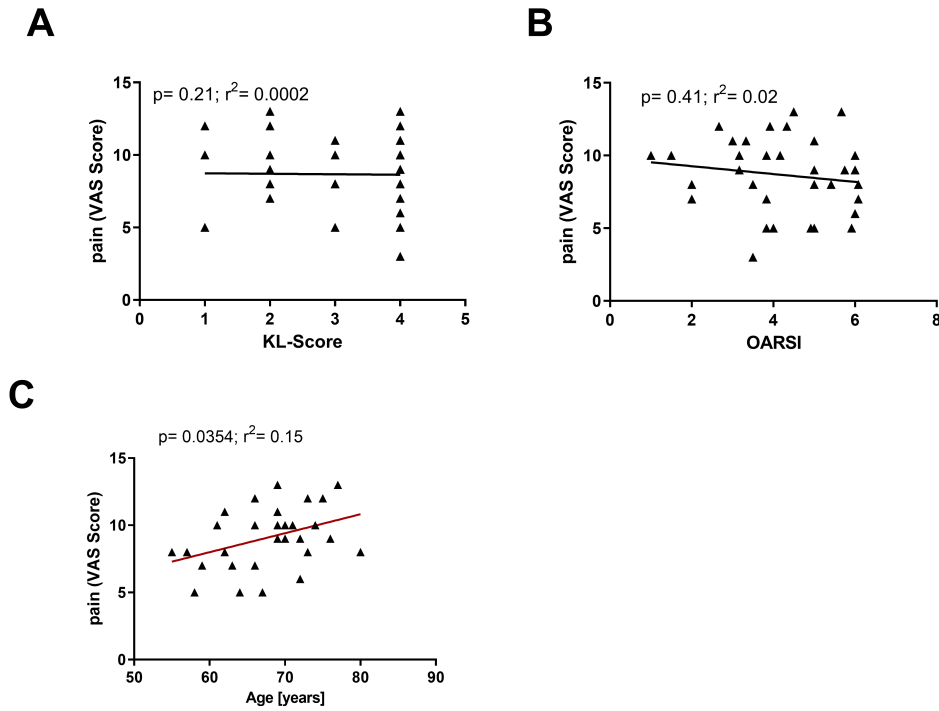 A
p= 0.21; r²= 0.0002
15
10
5
0
pain (VAS Score)
0 1 2 3 4 5
KL-Score
B
p= 0.41; r²= 0.02
15
10
5
0
pain (VAS Score)
0 2 4 6 8
OARSI
C
p= 0.0354; r²= 0.15
15
10
5
0
pain (VAS Score)
50 60 70 80 90
Age [years]